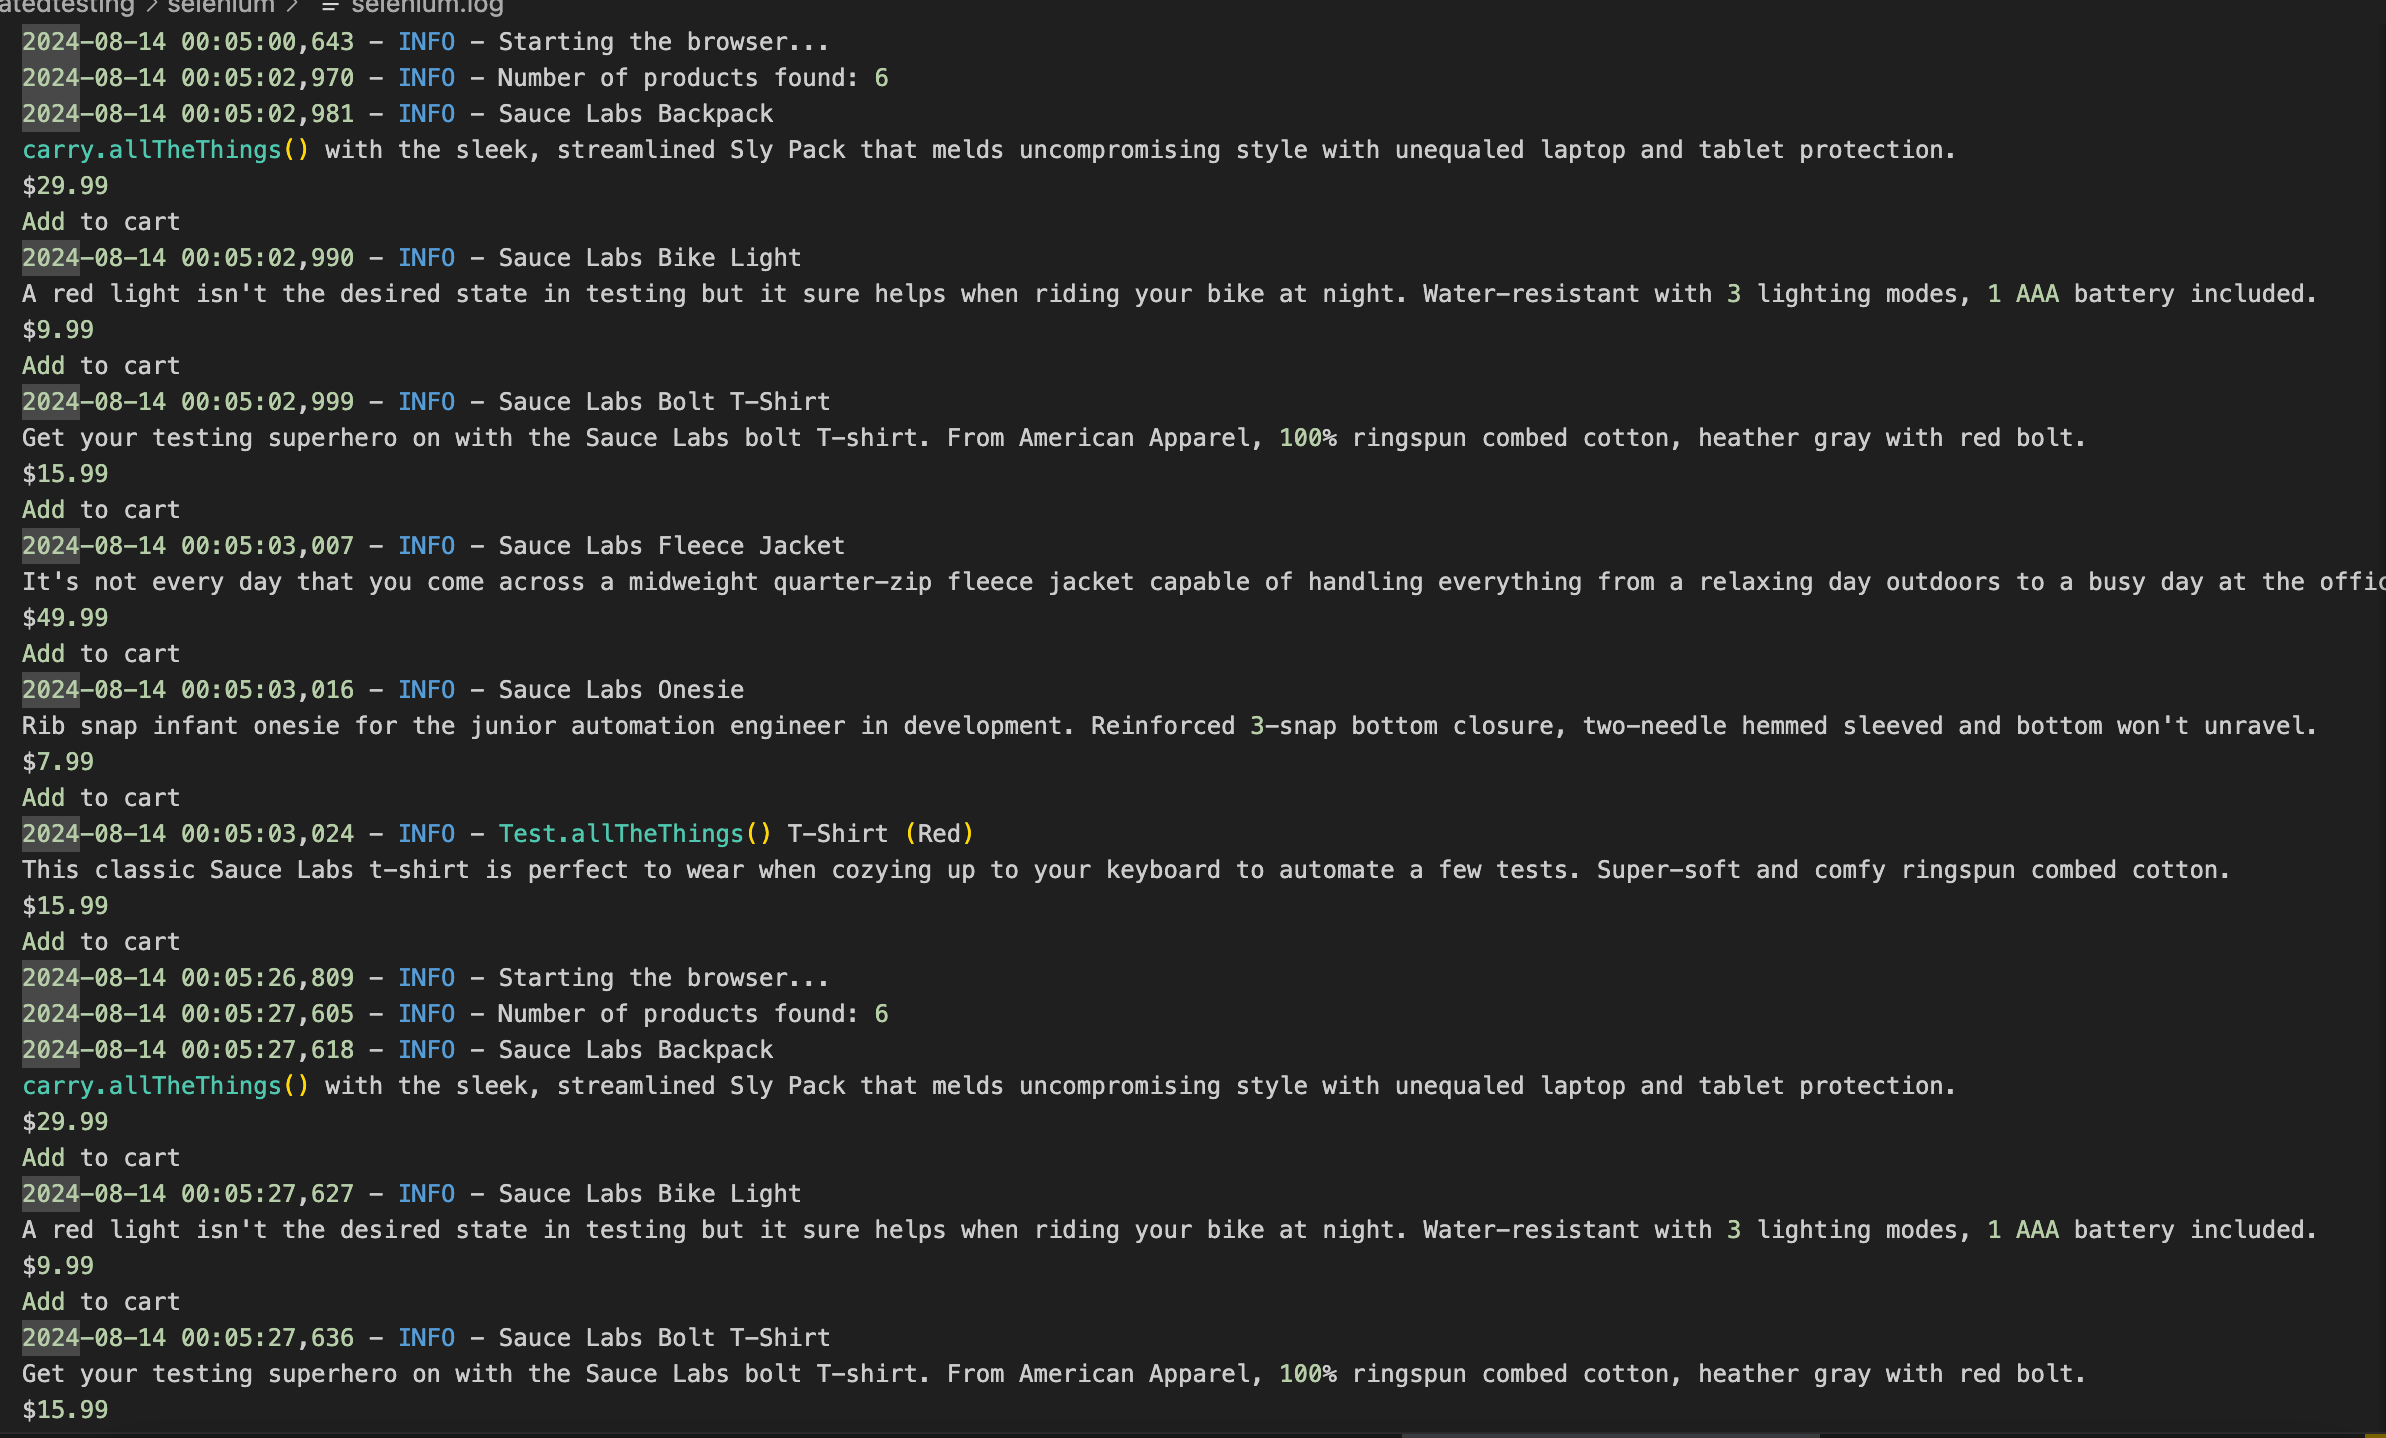 atedtesting > selenium > selenium.log
2024-08-14 00:05:00,643 - INFO - Starting the browser...
2024-08-14 00:05:02,970 - INFO - Number of products found: 6
2024-08-14 00:05:02,981 - INFO - Sauce Labs Backpack
carry.allTheThings() with the sleek, streamlined Sly Pack that melds uncompromising style with unequaled laptop and tablet protection.
$29.99
Add to cart
2024-08-14 00:05:02,990 - INFO - Sauce Labs Bike Light
A red light isn't the desired state in testing but it sure helps when riding your bike at night. Water-resistant with 3 lighting modes, 1 AAA battery included.
$9.99
Add to cart
2024-08-14 00:05:02,999 - INFO - Sauce Labs Bolt T-Shirt
Get your testing superhero on with the Sauce Labs bolt T-shirt. From American Apparel, 100% ringspun combed cotton, heather gray with red bolt.
$15.99
Add to cart
2024-08-14 00:05:03,007 - INFO - Sauce Labs Fleece Jacket
It's not every day that you come across a midweight quarter-zip fleece jacket capable of handling everything from a relaxing day outdoors to a busy day at the offic
$49.99
Add to cart
2024-08-14 00:05:03,016 - INFO - Sauce Labs Onesie
Rib snap infant onesie for the junior automation engineer in development. Reinforced 3-snap bottom closure, two-needle hemmed sleeved and bottom won't unravel.
$7.99
Add to cart
2024-08-14 00:05:03,024 - INFO - Test.allTheThings() T-Shirt (Red)
This classic Sauce Labs t-shirt is perfect to wear when cozying up to your keyboard to automate a few tests. Super-soft and comfy ringspun combed cotton.
$15.99
Add to cart
2024-08-14 00:05:26,809 - INFO - Starting the browser...
2024-08-14 00:05:27,605 - INFO - Number of products found: 6
2024-08-14 00:05:27,618 - INFO - Sauce Labs Backpack
carry.allTheThings() with the sleek, streamlined Sly Pack that melds uncompromising style with unequaled laptop and tablet protection.
$29.99
Add to cart
2024-08-14 00:05:27,627 - INFO - Sauce Labs Bike Light
A red light isn't the desired state in testing but it sure helps when riding your bike at night. Water-resistant with 3 lighting modes, 1 AAA battery included.
$9.99
Add to cart
2024-08-14 00:05:27,636 - INFO - Sauce Labs Bolt T-Shirt
Get your testing superhero on with the Sauce Labs bolt T-shirt. From American Apparel, 100% ringspun combed cotton, heather gray with red bolt.
$15.99